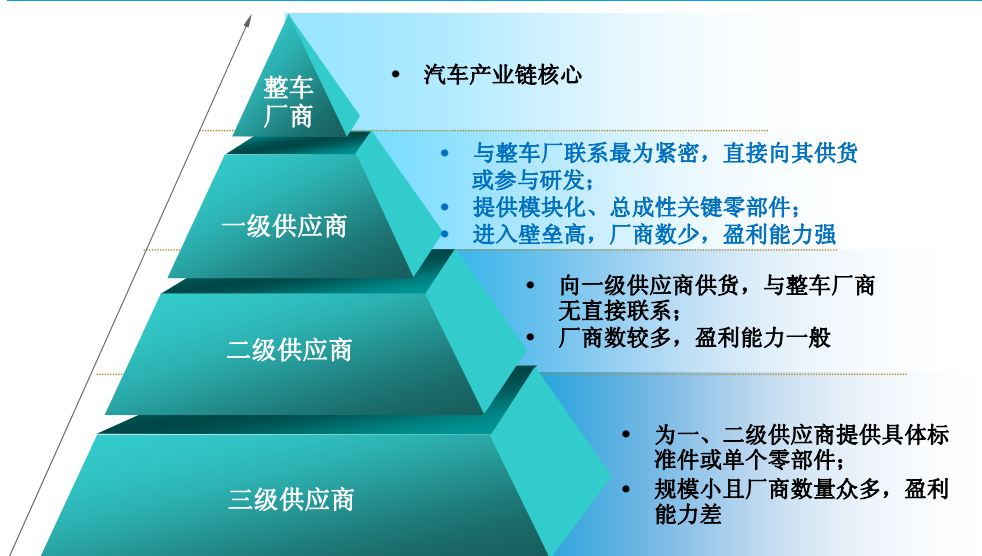 整车
厂商
• 汽车产业链核心
一级供应商
• 与整车厂联系最为紧密，直接向其供货
或参与研发；
• 提供模块化、总成性关键零部件；
• 进入壁垒高，厂商数少，盈利能力强
二级供应商
• 向一级供应商供货，与整车厂商
无直接联系；
• 厂商数较多，盈利能力一般
三级供应商
• 为一、二级供应商提供具体标
准件或单个零部件；
• 规模小且厂商数量众多，盈利
能力差